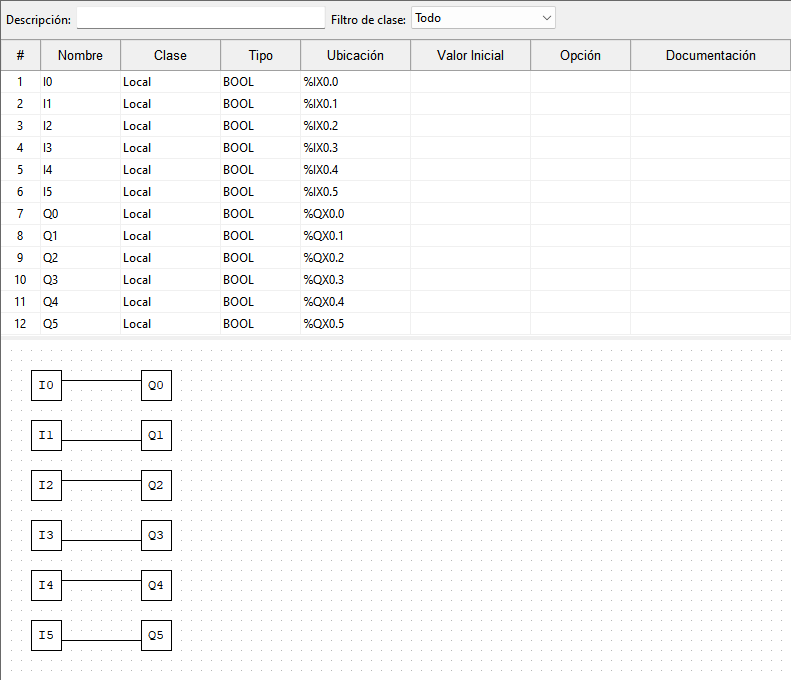 Descripción: Filtro de clase: Todo
# Nombre Clase Tipo Ubicación Valor Inicial Opción Documentación
1 I0 Local BOOL %IX0.0
2 I1 Local BOOL %IX0.1
3 I2 Local BOOL %IX0.2
4 I3 Local BOOL %IX0.3
5 I4 Local BOOL %IX0.4
6 I5 Local BOOL %IX0.5
7 Q0 Local BOOL %QX0.0
8 Q1 Local BOOL %QX0.1
9 Q2 Local BOOL %QX0.2
10 Q3 Local BOOL %QX0.3
11 Q4 Local BOOL %QX0.4
12 Q5 Local BOOL %QX0.5
I0 Q0
I1 Q1
I2 Q2
I3 Q3
I4 Q4
I5 Q5